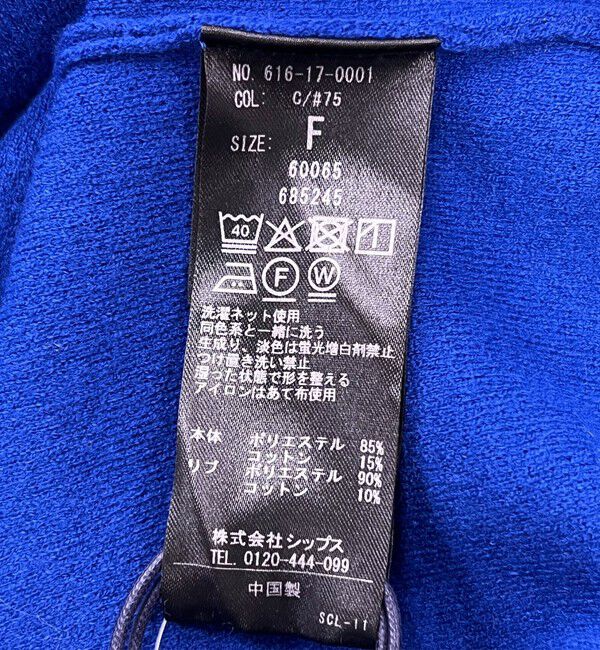 NO. 616-17-0001
COL: C/#75
SIZE: F
60065
685245
40
F W
洗濯ネット使用
同色系と一緒に洗う
生成り、淡色は蛍光増白剤禁止
つけ置き洗い禁止
湿った状態で形を整える
アイロンはあて布使用
本体 ポリエステル 85%
コットン 15%
リブ ポリエステル 90%
コットン 10%
株式会社シップス
TEL. 0120-444-099
中国製
SCL-11